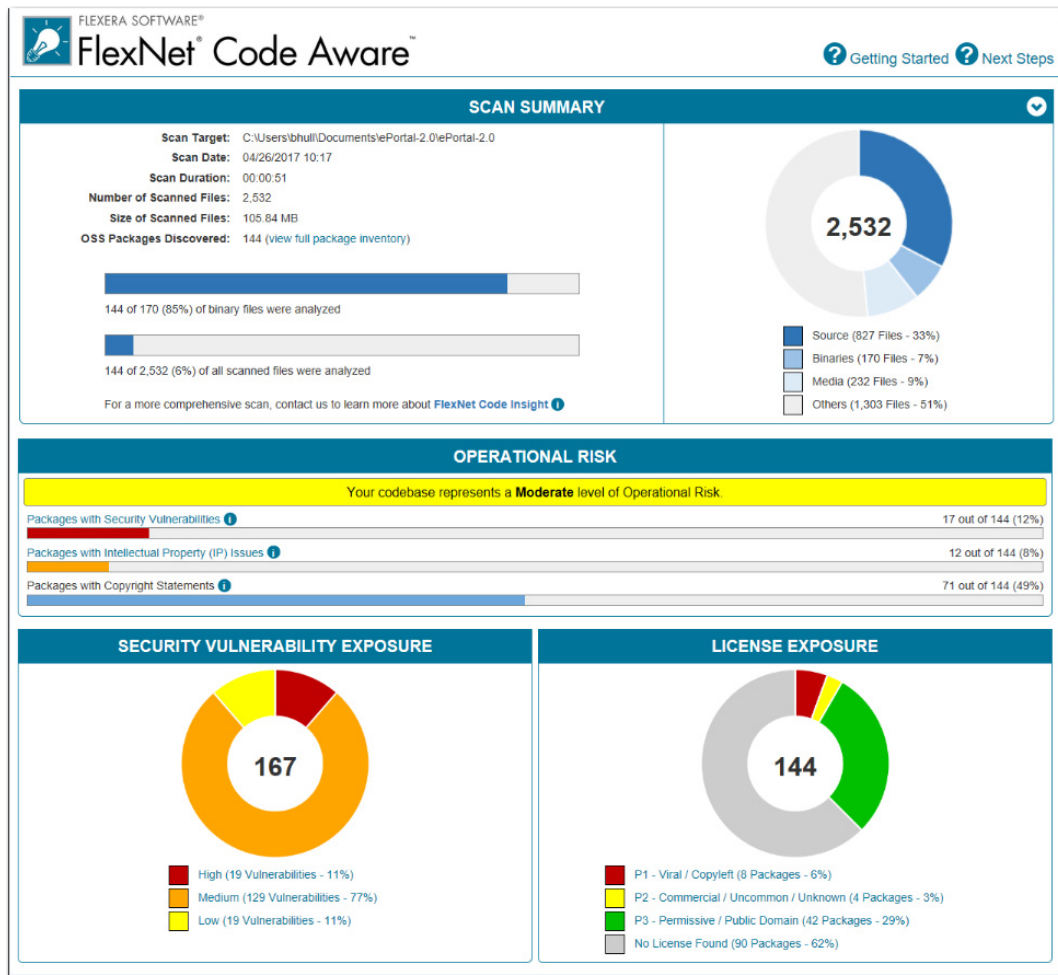 FLEXERA SOFTWARE®
FlexNet® Code Aware™
? Getting Started ? Next Steps
SCAN SUMMARY
Scan Target: C:\Users\bhull\Documents\ePortal-2.0\ePortal-2.0
Scan Date: 04/26/2017 10:17
Scan Duration: 00:00:51
Number of Scanned Files: 2,532
Size of Scanned Files: 105.84 MB
OSS Packages Discovered: 144 (view full package inventory)
144 of 170 (85%) of binary files were analyzed
144 of 2,532 (6%) of all scanned files were analyzed
For a more comprehensive scan, contact us to learn more about FlexNet Code Insight i
2,532
Source (827 Files - 33%)
Binaries (170 Files - 7%)
Media (232 Files - 9%)
Others (1,303 Files - 51%)
OPERATIONAL RISK
Your codebase represents a Moderate level of Operational Risk.
Packages with Security Vulnerabilities i 17 out of 144 (12%)
Packages with Intellectual Property (IP) Issues i 12 out of 144 (8%)
Packages with Copyright Statements i 71 out of 144 (49%)
SECURITY VULNERABILITY EXPOSURE
167
High (19 Vulnerabilities - 11%)
Medium (129 Vulnerabilities - 77%)
Low (19 Vulnerabilities - 11%)
LICENSE EXPOSURE
144
P1 - Viral / Copyleft (8 Packages - 6%)
P2 - Commercial / Uncommon / Unknown (4 Packages - 3%)
P3 - Permissive / Public Domain (42 Packages - 29%)
No License Found (90 Packages - 62%)